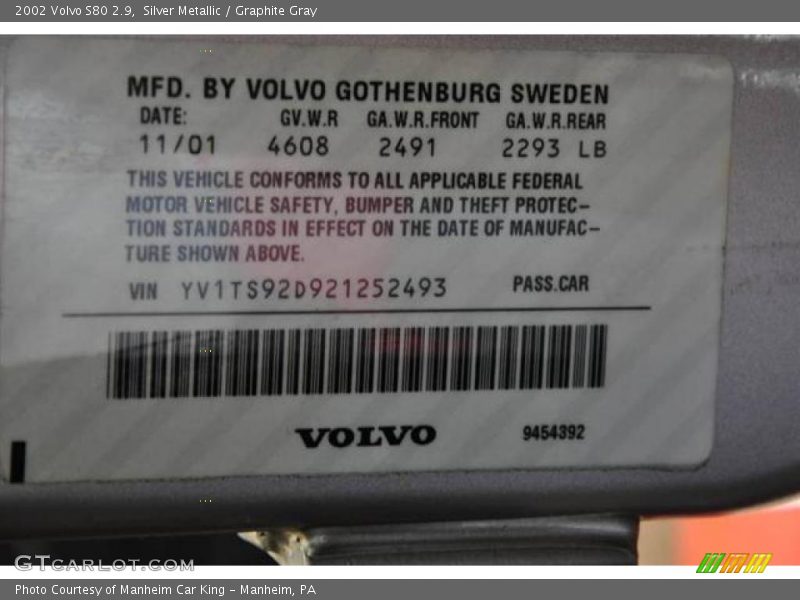 2002 Volvo S80 2.9, Silver Metallic / Graphite Gray
MFD. BY VOLVO GOTHENBURG SWEDEN
DATE: GV.W.R GA.W.R.FRONT GA.W.R.REAR
11/01 4608 2491 2293 LB
THIS VEHICLE CONFORMS TO ALL APPLICABLE FEDERAL
MOTOR VEHICLE SAFETY, BUMPER AND THEFT PROTEC-
TION STANDARDS IN EFFECT ON THE DATE OF MANUFAC-
TURE SHOWN ABOVE.
VIN YV1TS92D921252493 PASS.CAR
VOLVO 9454392
GTcarlot.com
Photo Courtesy of Manheim Car King - Manheim, PA